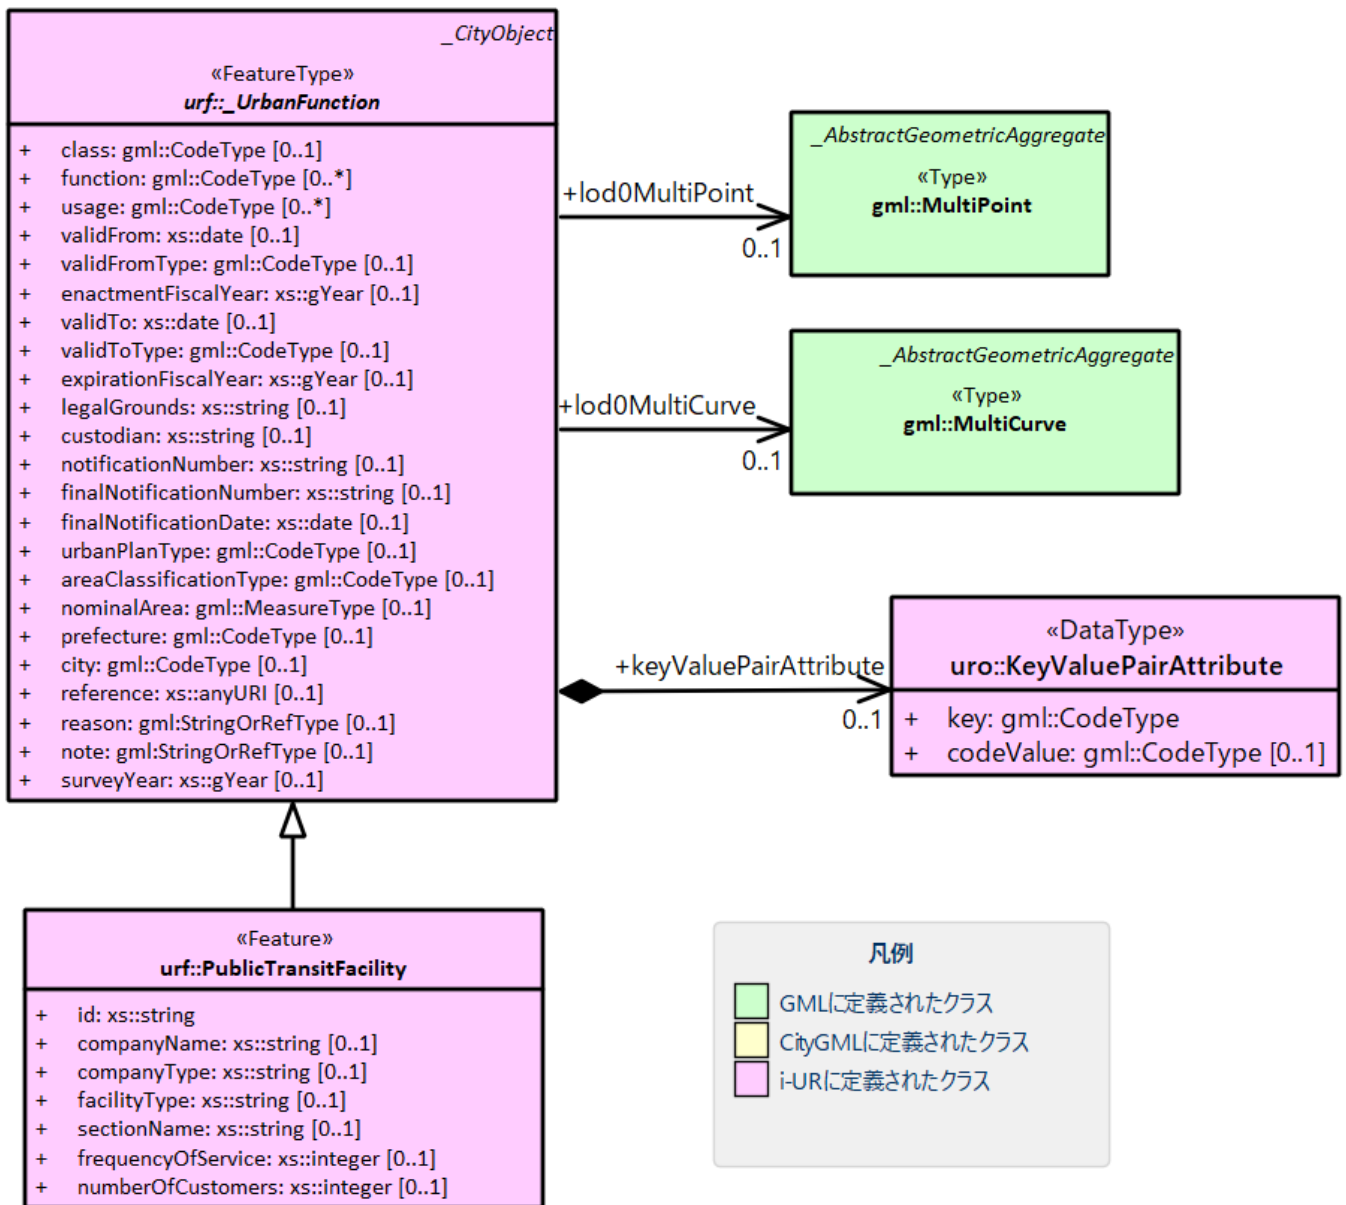 _CityObject
«FeatureType»
urf::_UrbanFunction
+ class: gml::CodeType [0..1]
+ function: gml::CodeType [0..*]
+ usage: gml::CodeType [0..*]
+ validFrom: xs::date [0..1]
+ validFromType: gml::CodeType [0..1]
+ enactmentFiscalYear: xs::gYear [0..1]
+ validTo: xs::date [0..1]
+ validToType: gml::CodeType [0..1]
+ expirationFiscalYear: xs::gYear [0..1]
+ legalGrounds: xs::string [0..1]
+ custodian: xs::string [0..1]
+ notificationNumber: xs::string [0..1]
+ finalNotificationNumber: xs::string [0..1]
+ finalNotificationDate: xs::date [0..1]
+ urbanPlanType: gml::CodeType [0..1]
+ areaClassificationType: gml::CodeType [0..1]
+ nominalArea: gml::MeasureType [0..1]
+ prefecture: gml::CodeType [0..1]
+ city: gml::CodeType [0..1]
+ reference: xs::anyURI [0..1]
+ reason: gml:StringOrRefType [0..1]
+ note: gml:StringOrRefType [0..1]
+ surveyYear: xs::gYear [0..1]
+lod0MultiPoint
0..1
_AbstractGeometricAggregate
«Type»
gml::MultiPoint
+lod0MultiCurve
0..1
_AbstractGeometricAggregate
«Type»
gml::MultiCurve
+keyValuePairAttribute
0..1
«DataType»
uro::KeyValuePairAttribute
+ key: gml::CodeType
+ codeValue: gml::CodeType [0..1]
«Feature»
urf::PublicTransitFacility
+ id: xs::string
+ companyName: xs::string [0..1]
+ companyType: xs::string [0..1]
+ facilityType: xs::string [0..1]
+ sectionName: xs::string [0..1]
+ frequencyOfService: xs::integer [0..1]
+ numberOfCustomers: xs::integer [0..1]
凡例
GMLに定義されたクラス
CityGMLに定義されたクラス
i-URに定義されたクラス